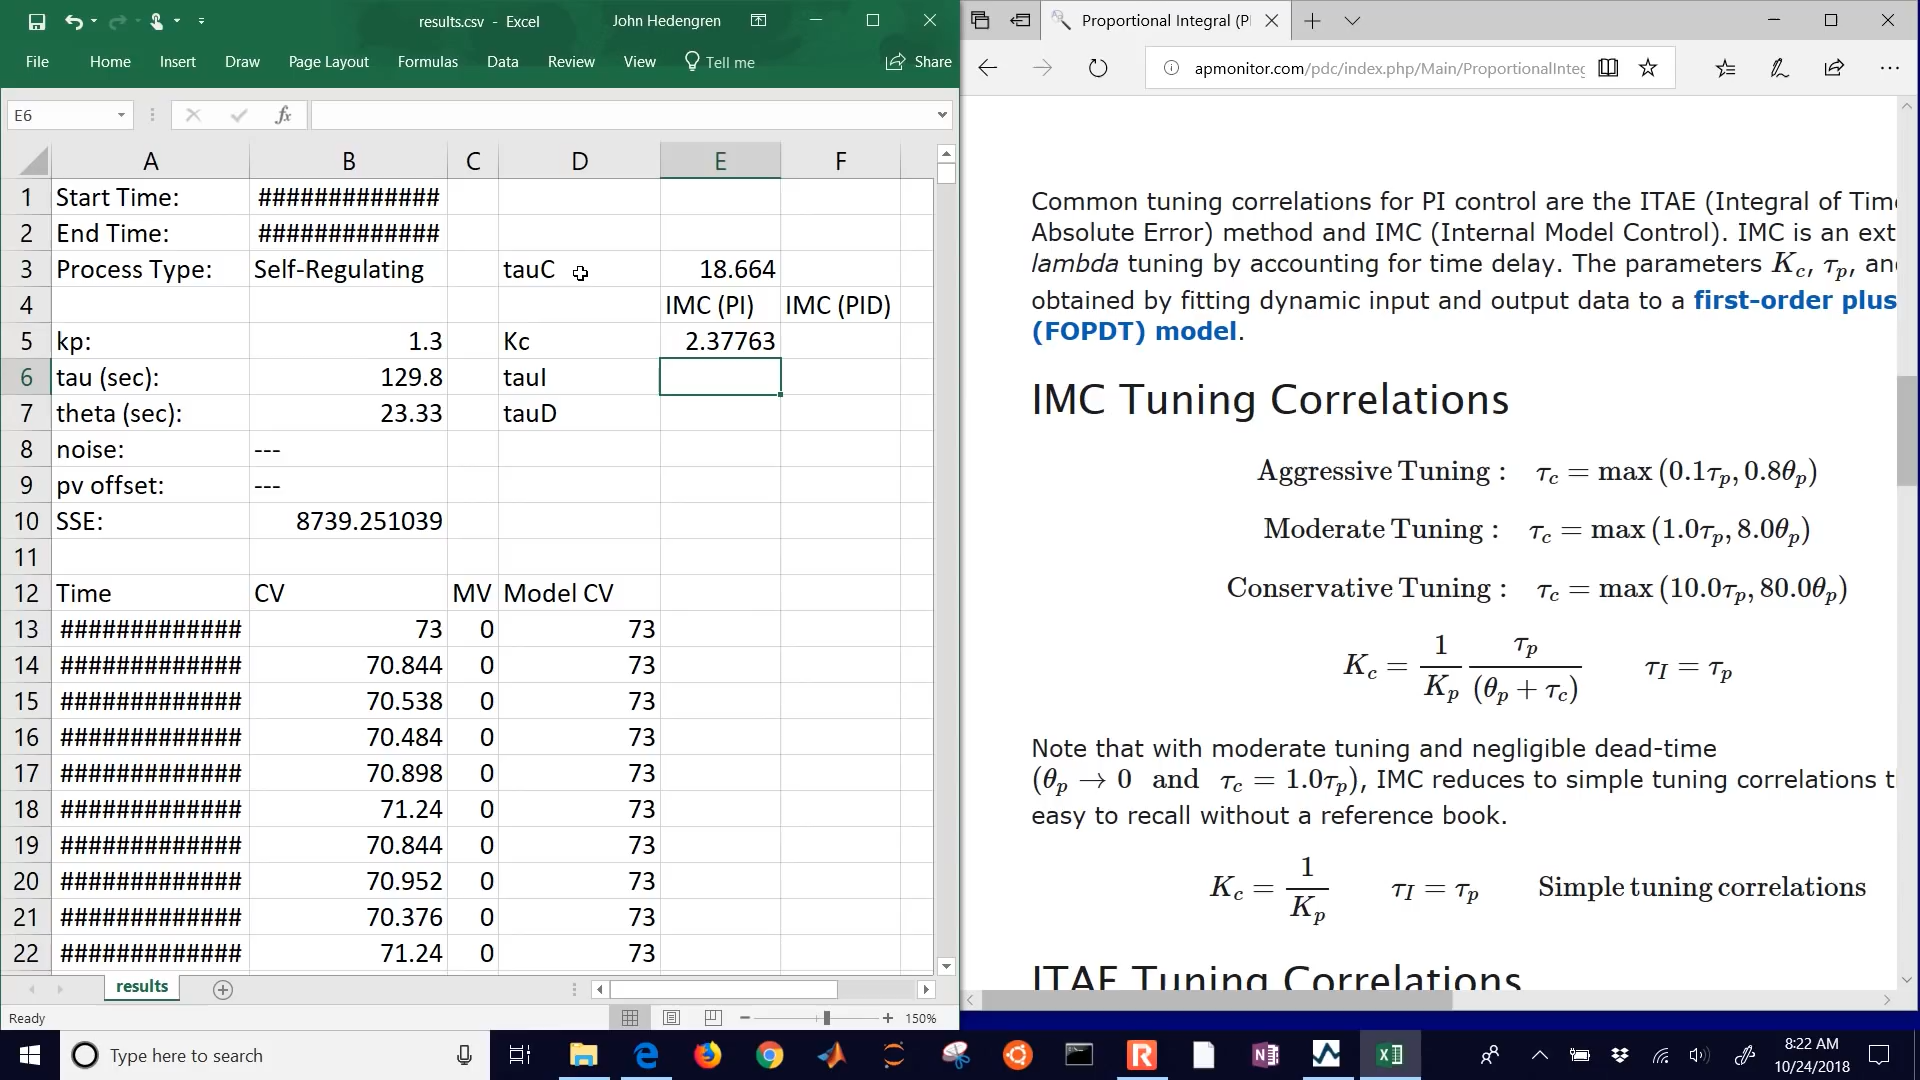 results.csv - Excel
John Hedengren
File Home Insert Draw Page Layout Formulas Data Review View Tell me Share
E6
fx
A B C D E F
1 Start Time: #############
2 End Time: #############
3 Process Type: Self-Regulating tauC 18.664
4 IMC (PI) IMC (PID)
5 kp: 1.3 Kc 2.37763
6 tau (sec): 129.8 tauI
7 theta (sec): 23.33 tauD
8 noise: ---
9 pv offset: ---
10 SSE: 8739.251039
11
12 Time CV MV Model CV
13 ############# 73 0 73
14 ############# 70.844 0 73
15 ############# 70.538 0 73
16 ############# 70.484 0 73
17 ############# 70.898 0 73
18 ############# 71.24 0 73
19 ############# 70.844 0 73
20 ############# 70.952 0 73
21 ############# 70.376 0 73
22 ############# 71.24 0 73
results
Ready
150%
Proportional Integral (P
apmonitor.com/pdc/index.php/Main/ProportionalInteg
Common tuning correlations for PI control are the ITAE (Integral of Tim
Absolute Error) method and IMC (Internal Model Control). IMC is an ext
lambda tuning by accounting for time delay. The parameters Kc, τp, an
obtained by fitting dynamic input and output data to a first-order plus
(FOPDT) model.
IMC Tuning Correlations
Aggressive Tuning : τc = max (0.1τp, 0.8θp)
Moderate Tuning : τc = max (1.0τp, 8.0θp)
Conservative Tuning : τc = max (10.0τp, 80.0θp)
Kc = 1/Kp τp/(θp + τc) τI = τp
Note that with moderate tuning and negligible dead-time
(θp → 0 and τc = 1.0τp), IMC reduces to simple tuning correlations t
easy to recall without a reference book.
Kc = 1/Kp τI = τp Simple tuning correlations
ITAE Tuning Correlations
Type here to search
8:22 AM
10/24/2018